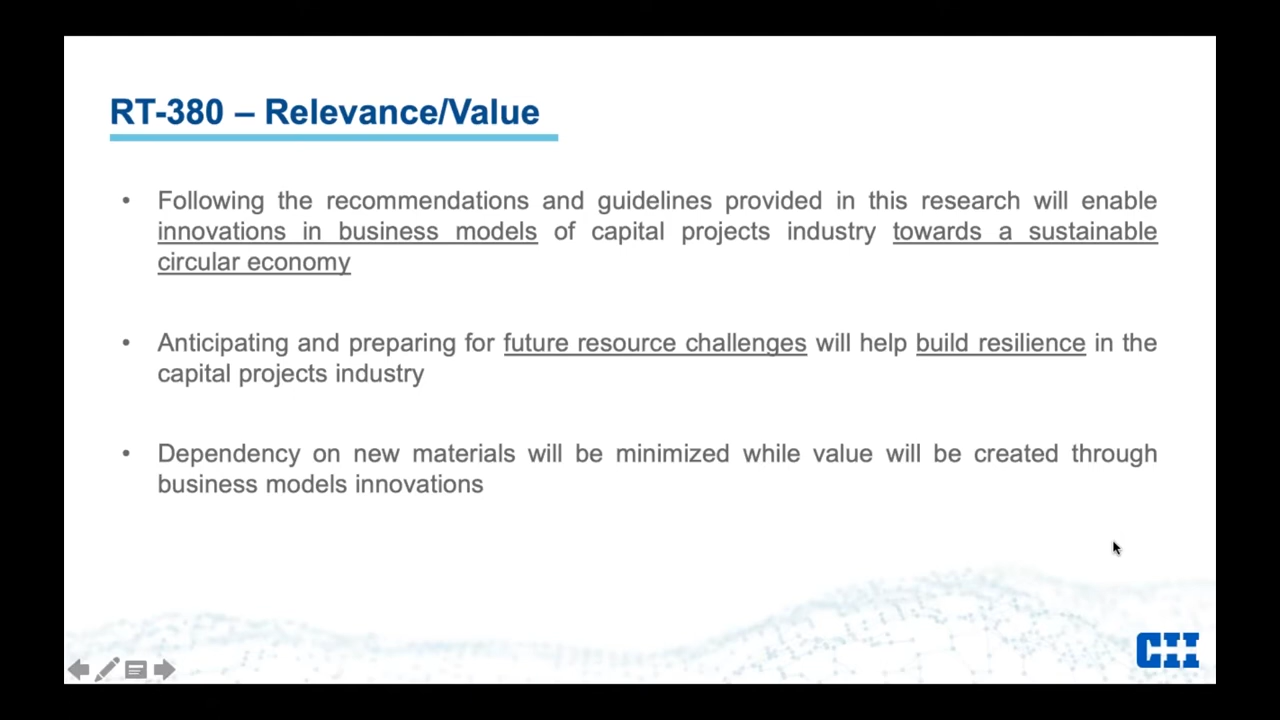 RT-380 – Relevance/Value
• Following the recommendations and guidelines provided in this research will enable
innovations in business models of capital projects industry towards a sustainable
circular economy
• Anticipating and preparing for future resource challenges will help build resilience in the
capital projects industry
• Dependency on new materials will be minimized while value will be created through
business models innovations
CII